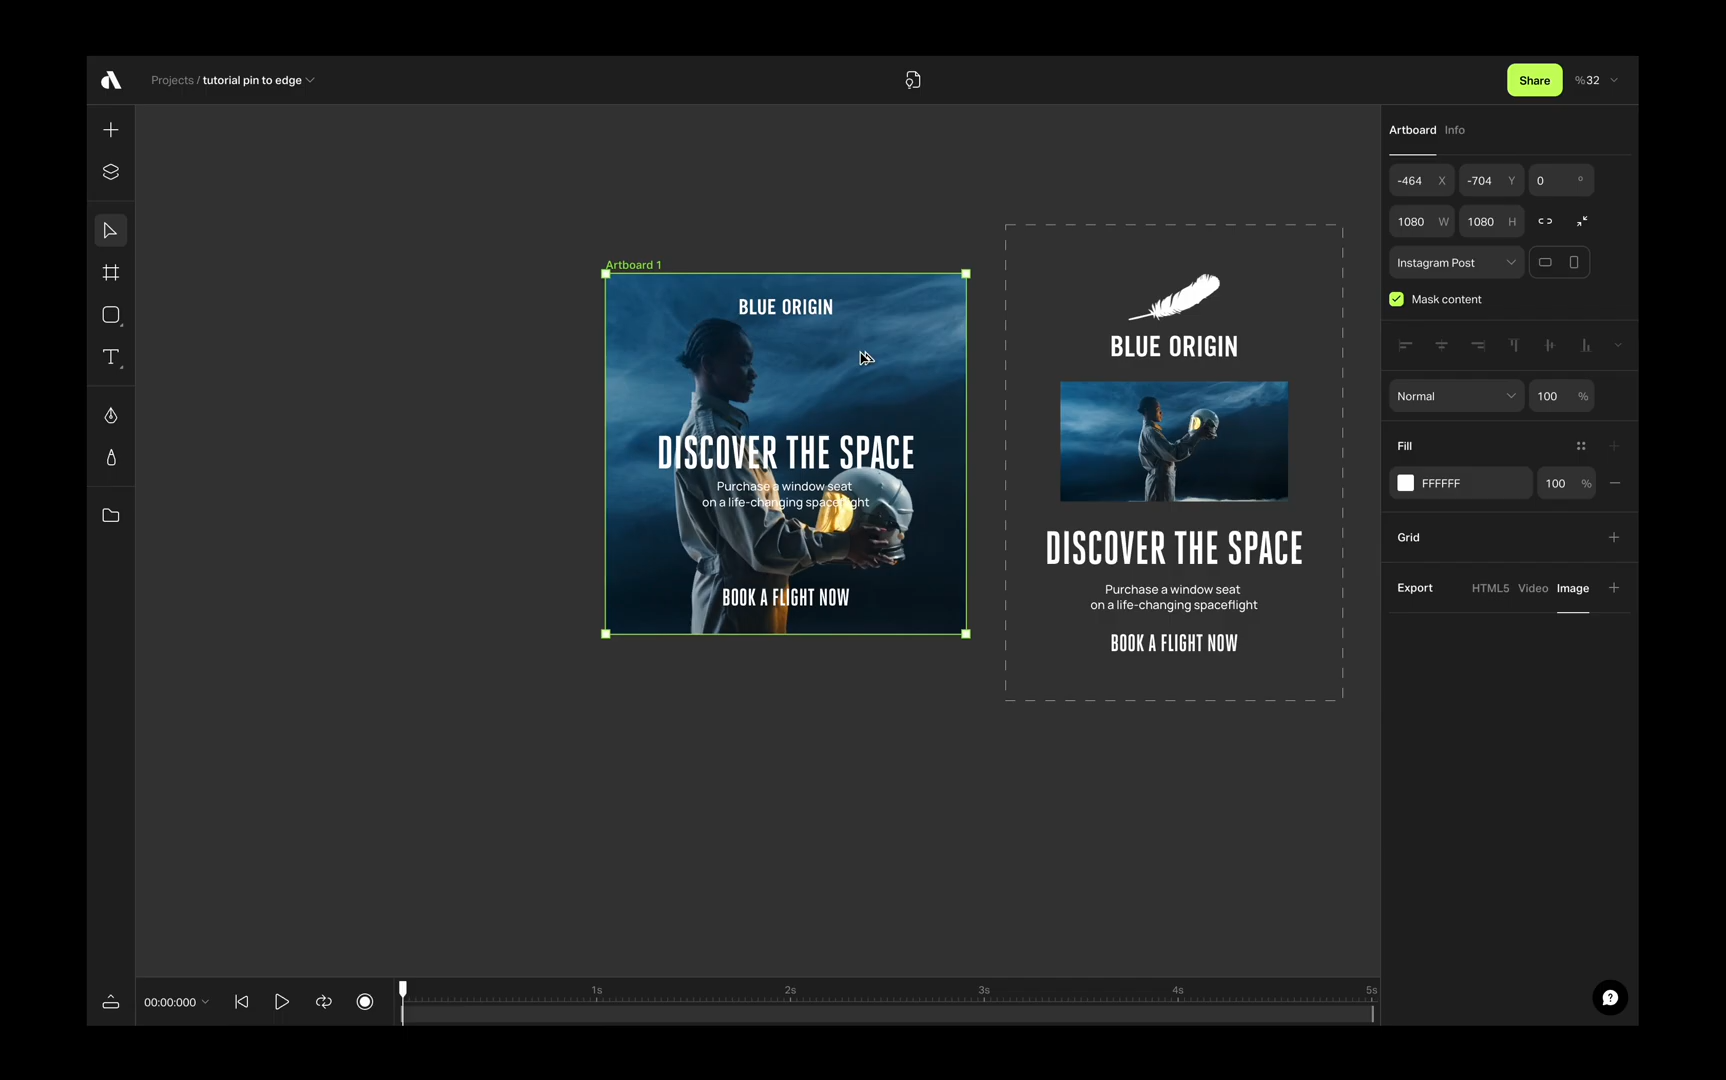 Projects / tutorial pin to edge
Share
%32
Artboard 1
BLUE ORIGIN
DISCOVER THE SPACE
Purchase a window seat
on a life-changing spaceflight
BOOK A FLIGHT NOW
BLUE ORIGIN
DISCOVER THE SPACE
Purchase a window seat
on a life-changing spaceflight
BOOK A FLIGHT NOW
Artboard Info
-464 X -704 Y 0 °
1080 W 1080 H
Instagram Post
Mask content
Normal 100 %
Fill
FFFFFF 100 %
Grid
Export HTML5 Video Image
00:00:000
1s 2s 3s 4s 5s